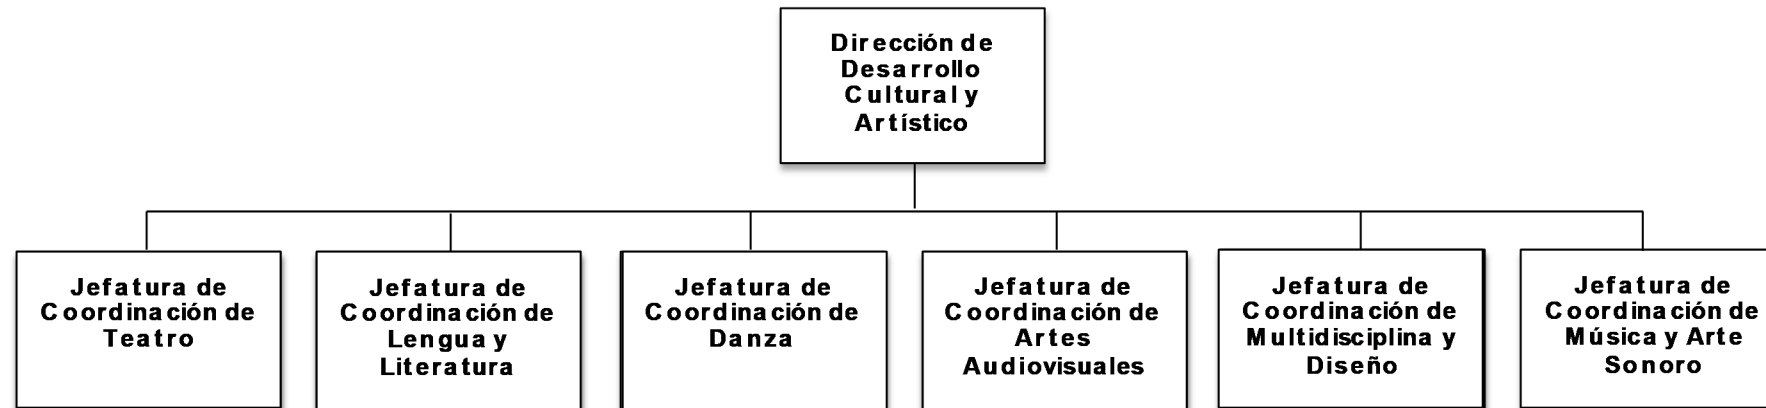 Dirección de
Desarrollo
Cultural y
Artístico
Jefatura de
Coordinación de
Teatro
Jefatura de
Coordinación de
Lengua y
Literatura
Jefatura de
Coordinación de
Danza
Jefatura de
Coordinación de
Artes
Audiovisuales
Jefatura de
Coordinación de
Multidisciplina y
Diseño
Jefatura de
Coordinación de
Música y Arte
Sonoro